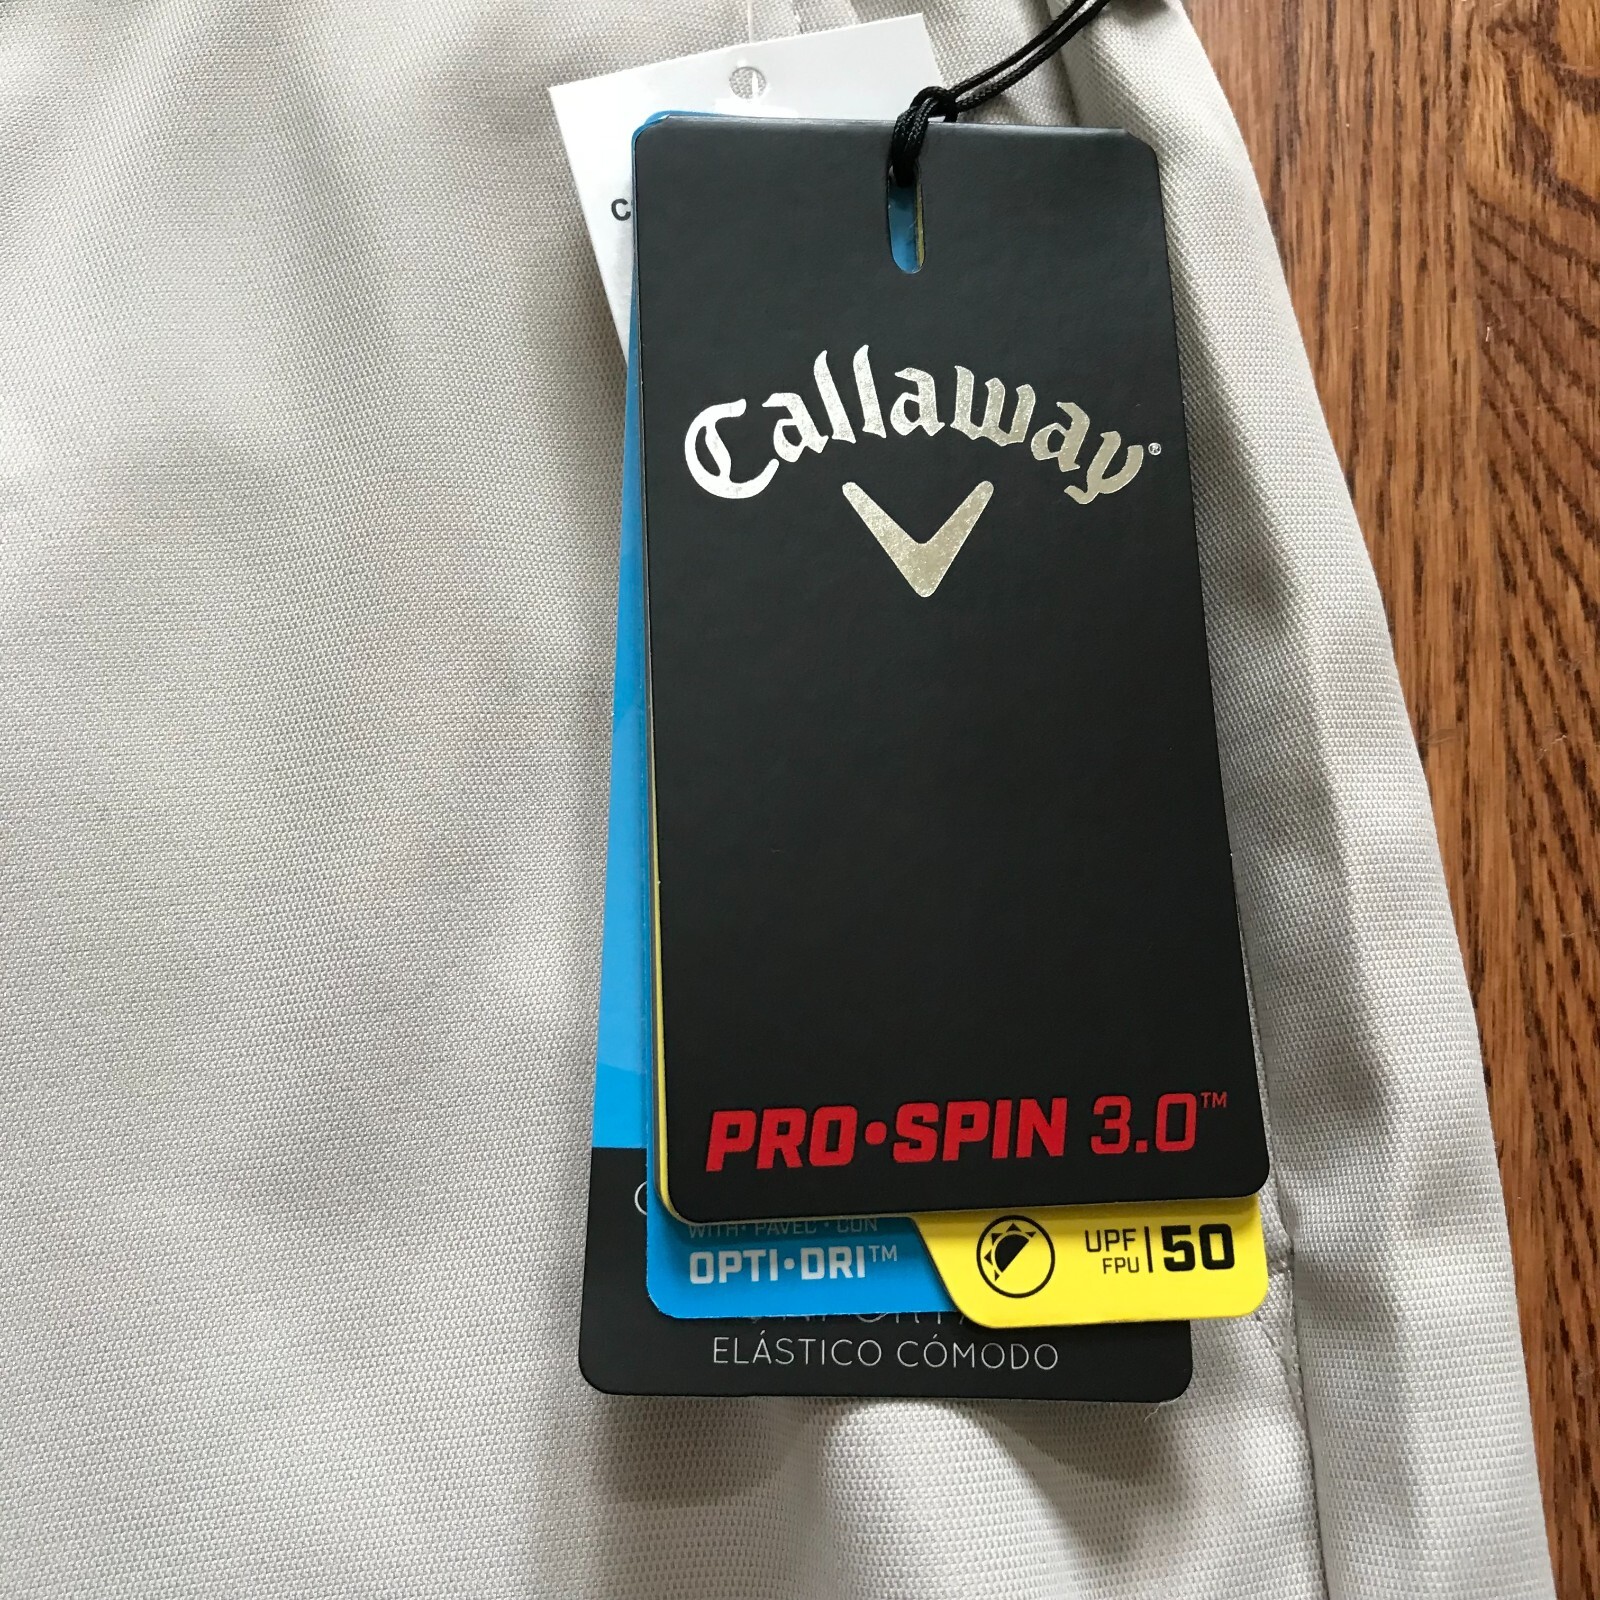 Callaway®
PRO•SPIN 3.0™
WITH • PAVEC • CON
OPTI•DRI™
UPF
FPU
50
ELÁSTICO CÓMODO